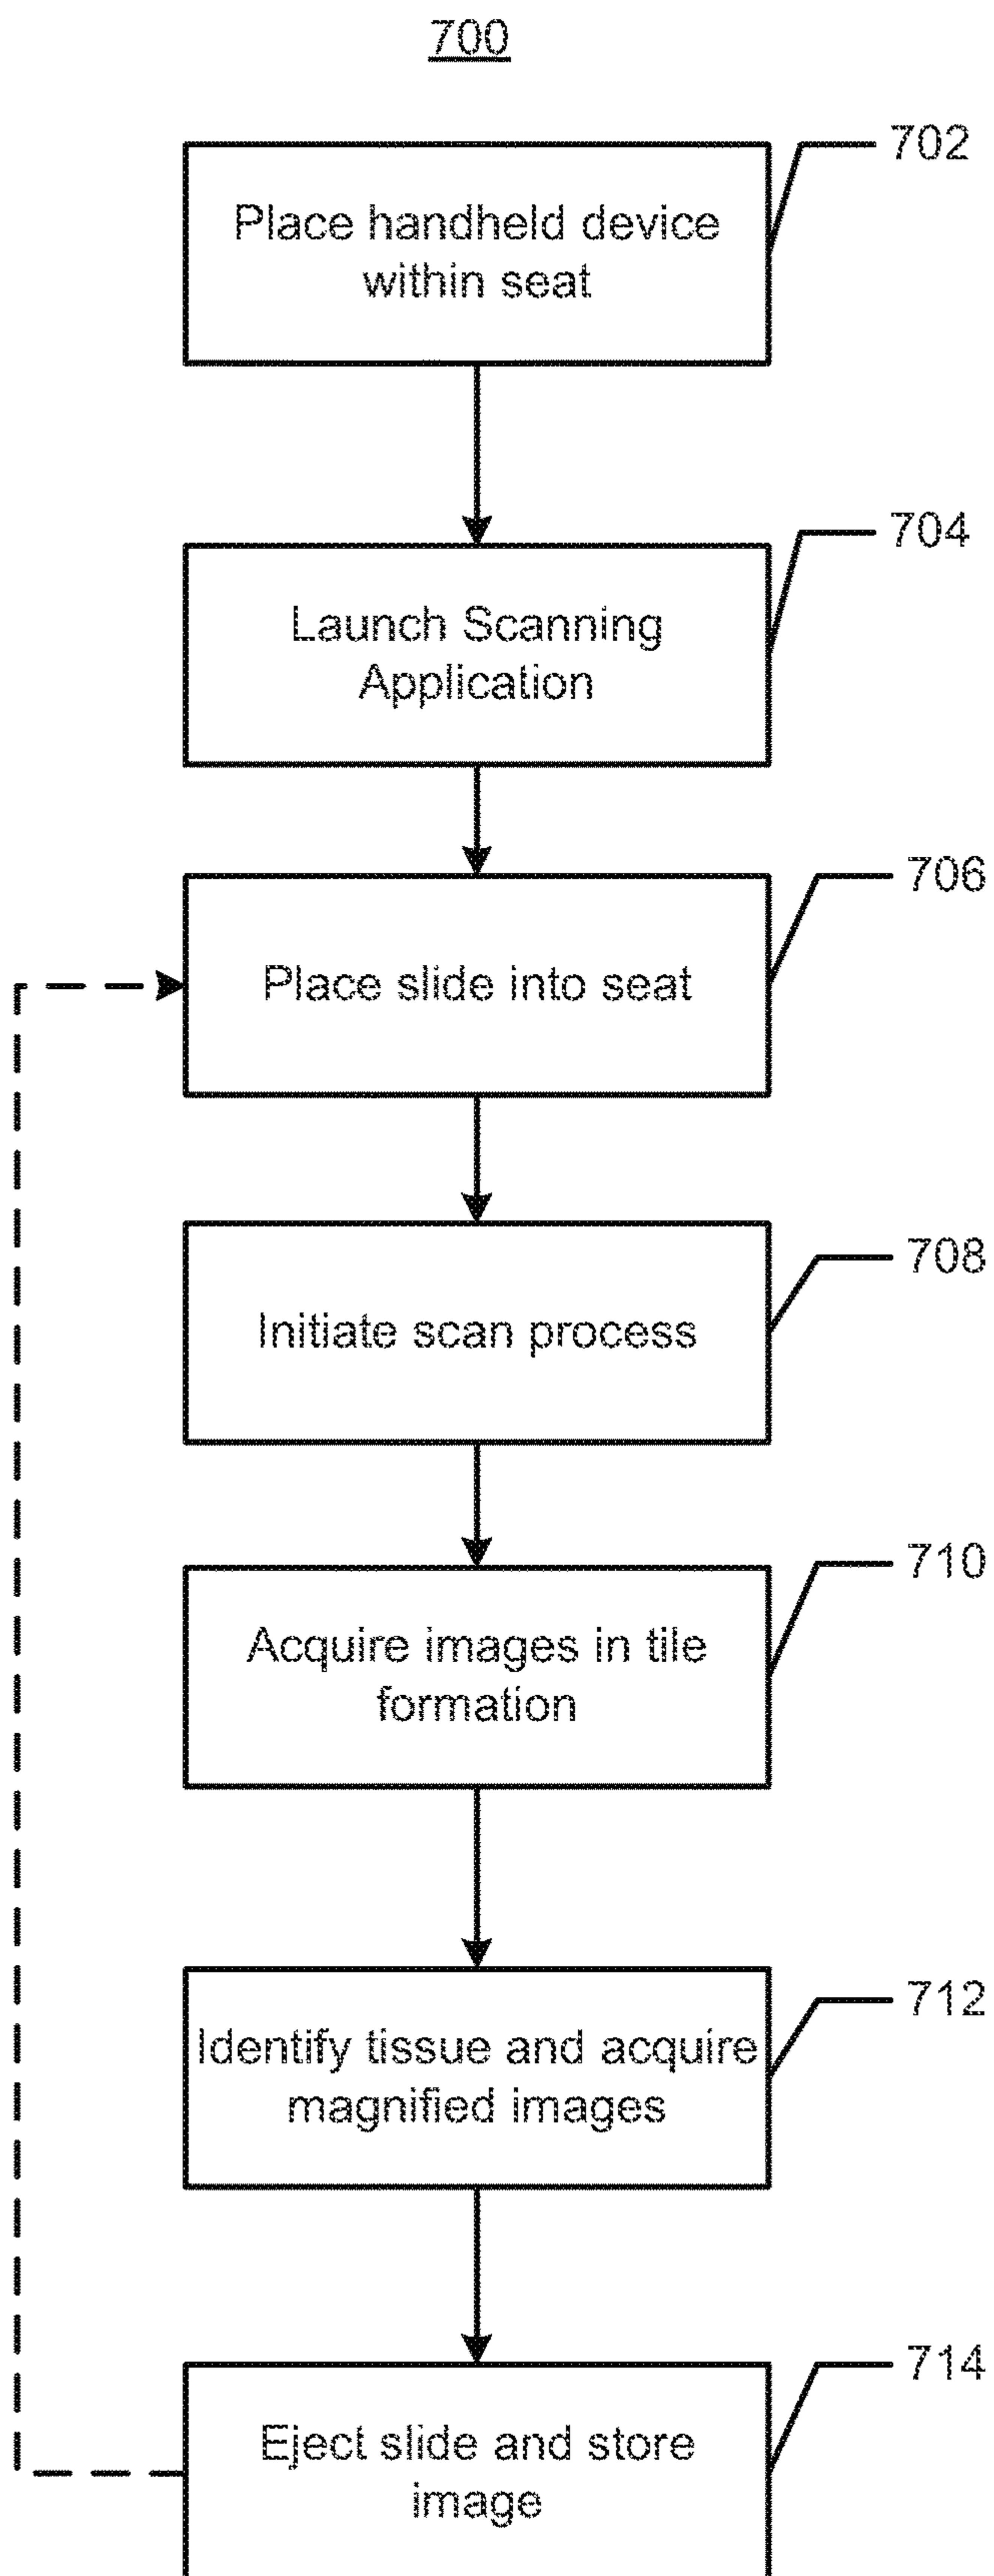 700
702
Place handheld device
within seat
704
Launch Scanning
Application
706
Place slide into seat
708
Initiate scan process
710
Acquire images in tile
formation
712
Identify tissue and acquire
magnified images
714
Eject slide and store
image